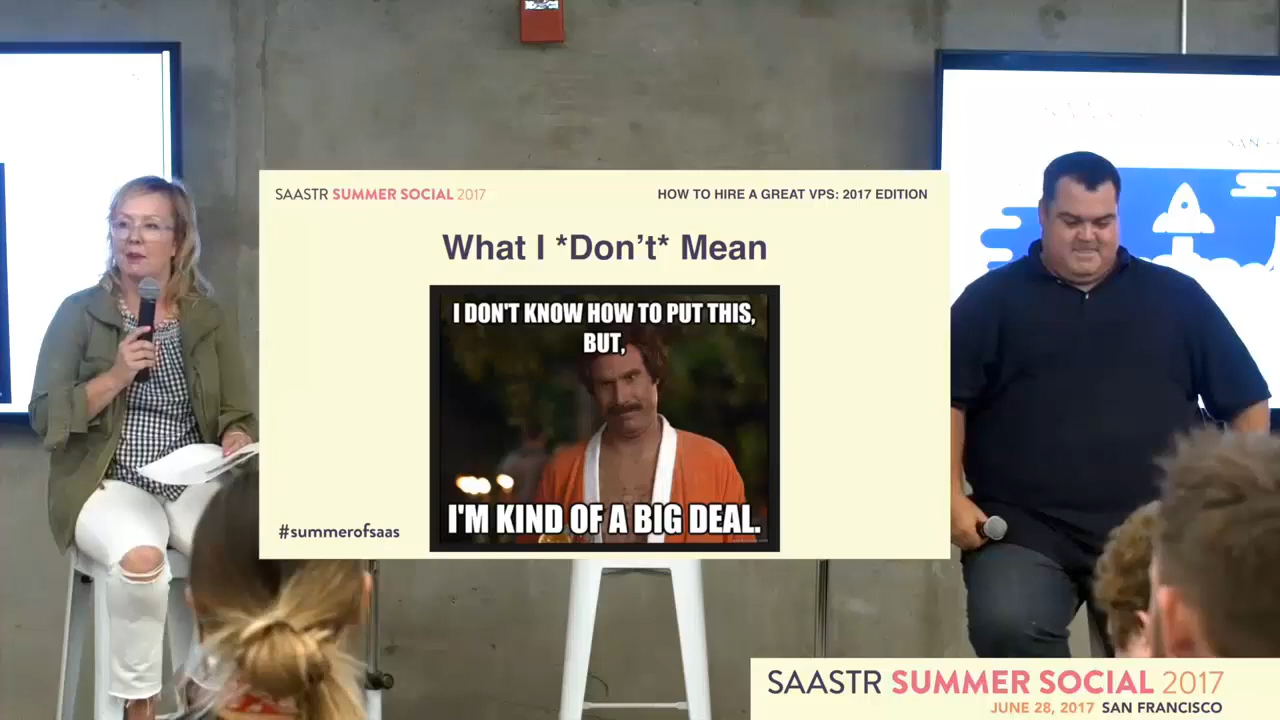 SAASTR SUMMER SOCIAL 2017
HOW TO HIRE A GREAT VPS: 2017 EDITION
What I *Don't* Mean
I DON'T KNOW HOW TO PUT THIS,
BUT,
I'M KIND OF A BIG DEAL.
#summerofsaas
SAASTR SUMMER SOCIAL 2017
JUNE 28, 2017 SAN FRANCISCO